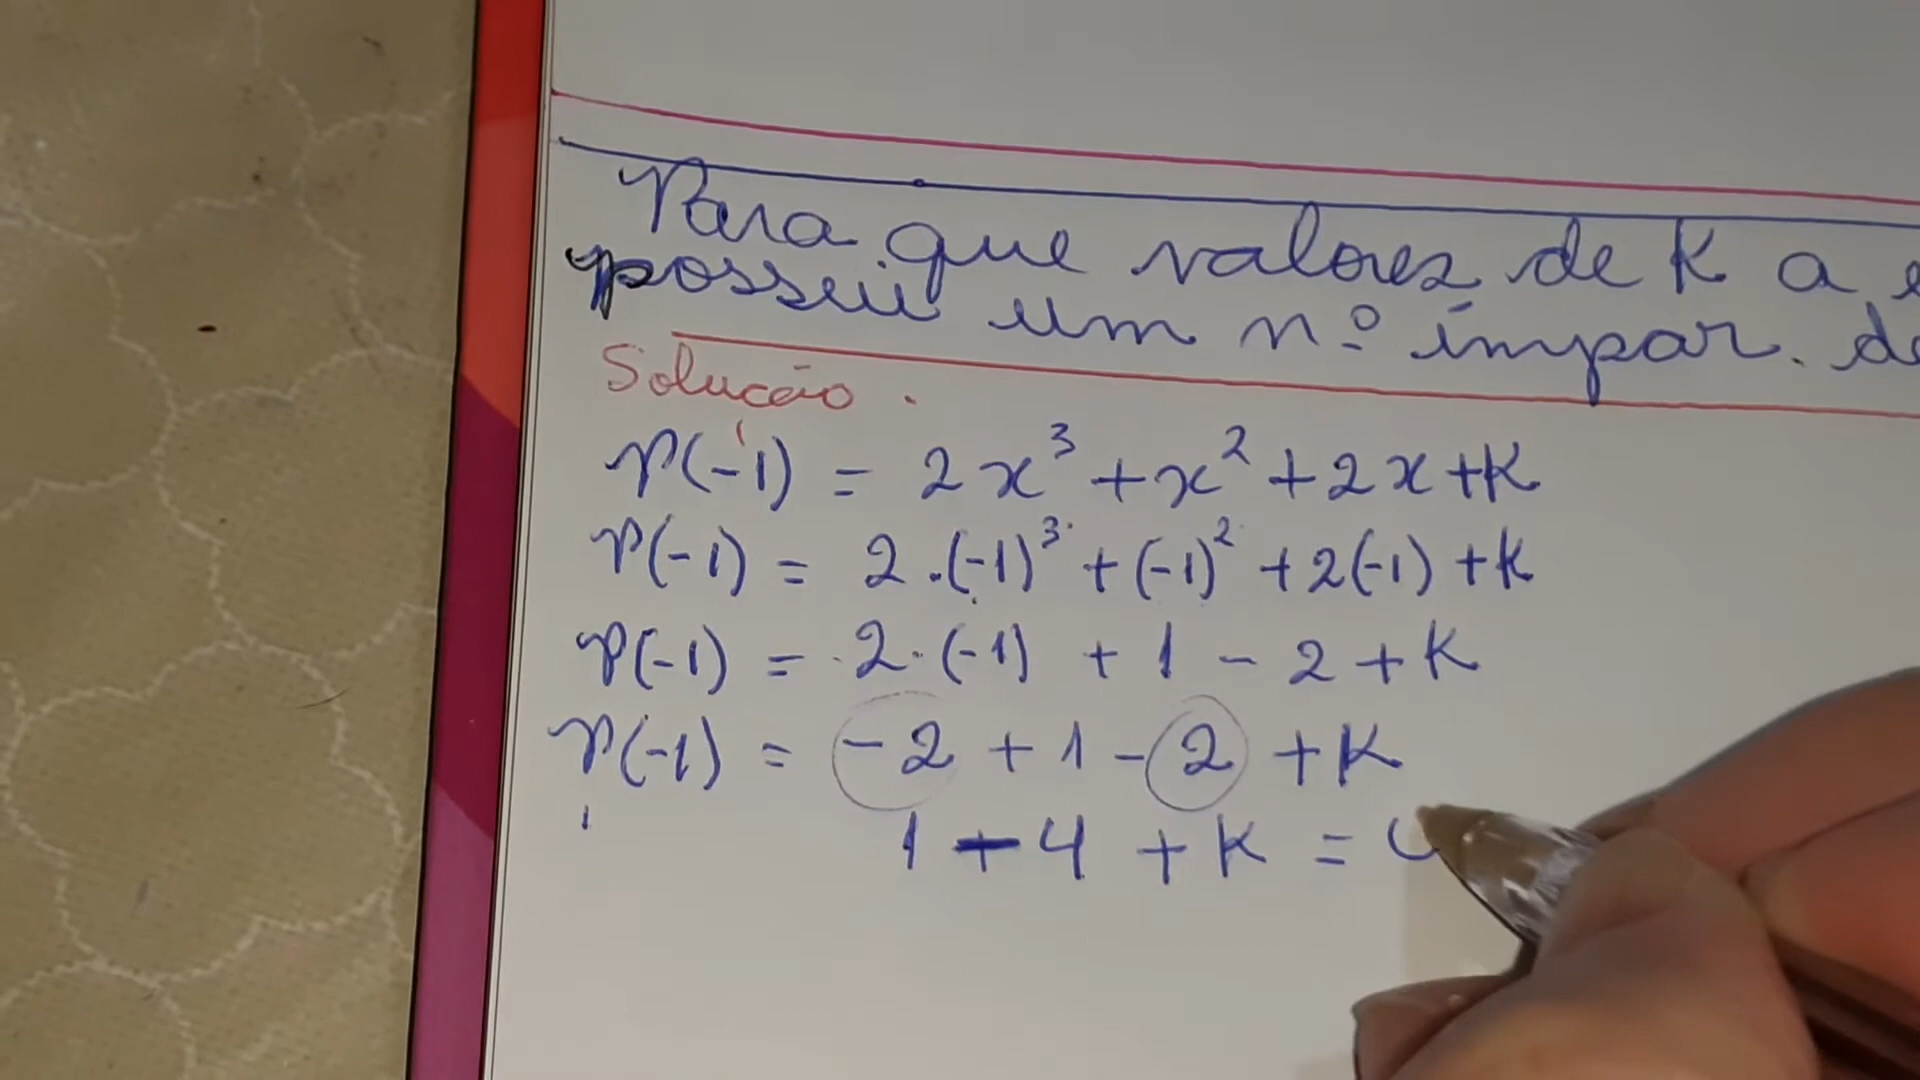 Para que valores de K a
possui um nº ímpar. de
Solução.
P(-1) = 2x³ + x² + 2x + K
P(-1) = 2·(-1)³ + (-1)² + 2(-1) + K
P(-1) = 2·(-1) + 1 - 2 + K
P(-1) = -2 + 1 - 2 + K
1 - 4 + K =